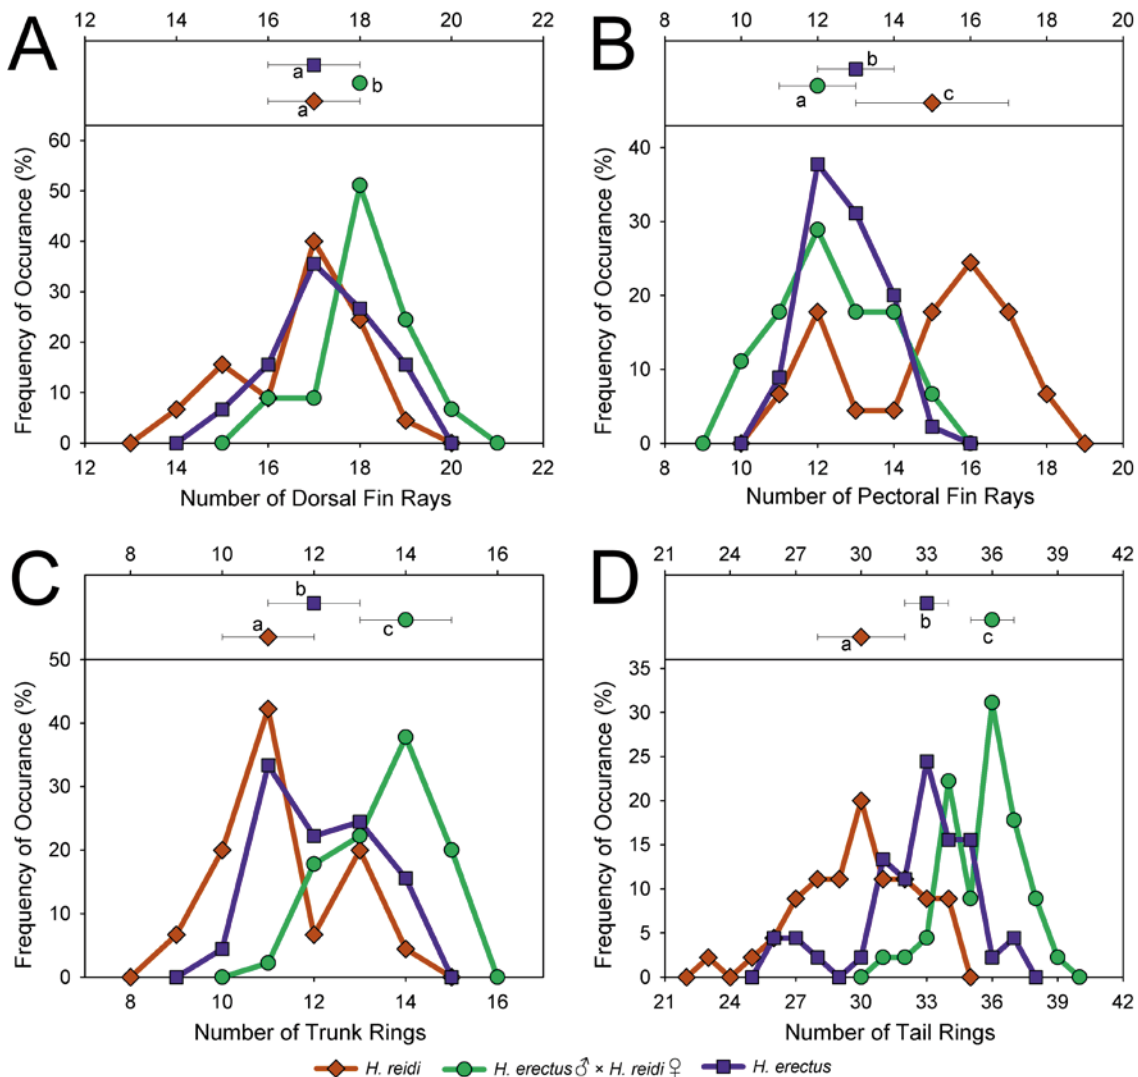 12 14 16 18 20 22
A
a
b
a
60
50
40
30
20
10
0
Frequency of Occurance (%)
12 14 16 18 20 22
Number of Dorsal Fin Rays
8 10 12 14 16 18 20
B
b
a
c
40
30
20
10
0
Frequency of Occurance (%)
8 10 12 14 16 18 20
Number of Pectoral Fin Rays
8 10 12 14 16
C
b
a
c
50
40
30
20
10
0
Frequency of Occurance (%)
8 10 12 14 16
Number of Trunk Rings
21 24 27 30 33 36 39 42
D
b
a
c
35
30
25
20
15
10
5
0
Frequency of Occurance (%)
21 24 27 30 33 36 39 42
Number of Tail Rings
H. reidi H. erectus♂ × H. reidi ♀ H. erectus